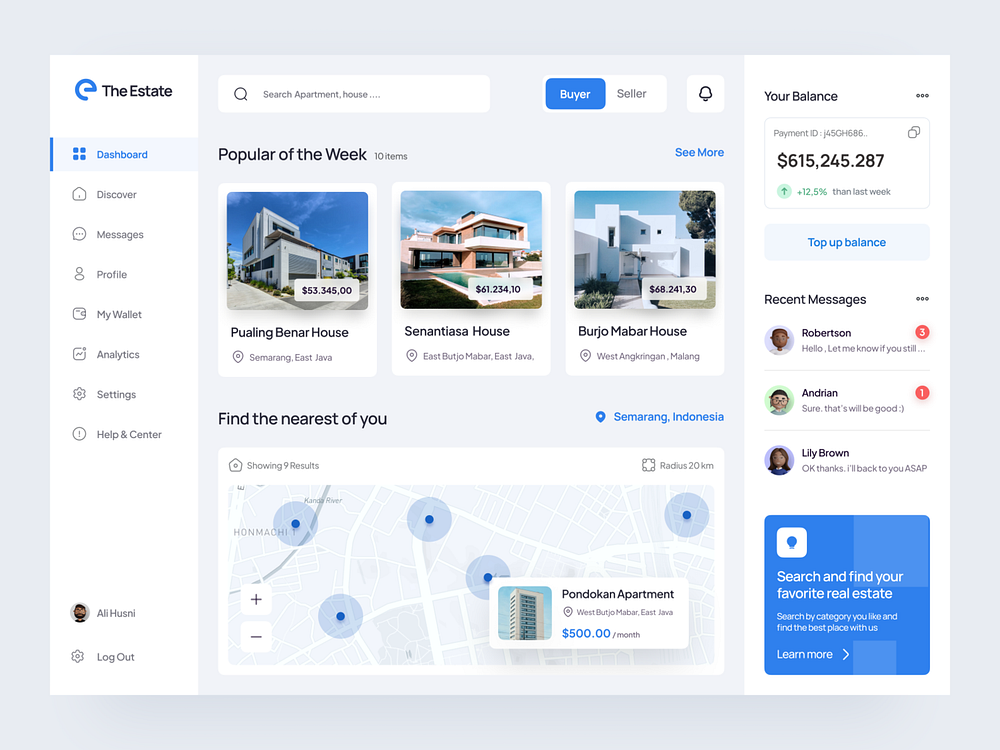 The Estate
Dashboard
Discover
Messages
Profile
My Wallet
Analytics
Settings
Help & Center
Ali Husni
Log Out
Search Apartment, house ....
Buyer
Seller
Popular of the Week 10 items
See More
$53.345,00
Pualing Benar House
Semarang, East Java
$61.234,10
Senantiasa House
East Butjo Mabar, East Java,
$68.241,30
Burjo Mabar House
West Angkringan , Malang
Find the nearest of you
Semarang, Indonesia
Showing 9 Results
Radius 20 km
Kanda River
HONMACHI 1
Pondokan Apartment
West Butjo Mabar, East Java
$500.00 / month
Your Balance
Payment ID : j45GH686..
$615,245.287
+12,5% than last week
Top up balance
Recent Messages
Robertson
3
Hello , Let me know if you still ...
Andrian
1
Sure. that's will be good :)
Lily Brown
OK thanks. i'll back to you ASAP
Search and find your
favorite real estate
Search by category you like and
find the best place with us
Learn more